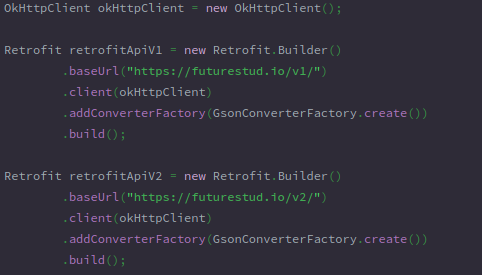 OkHttpClient okHttpClient = new OkHttpClient();
Retrofit retrofitApiV1 = new Retrofit.Builder()
.baseUrl("https://futurestud.io/v1/")
.client(okHttpClient)
.addConverterFactory(GsonConverterFactory.create())
.build();
Retrofit retrofitApiV2 = new Retrofit.Builder()
.baseUrl("https://futurestud.io/v2/")
.client(okHttpClient)
.addConverterFactory(GsonConverterFactory.create())
.build();